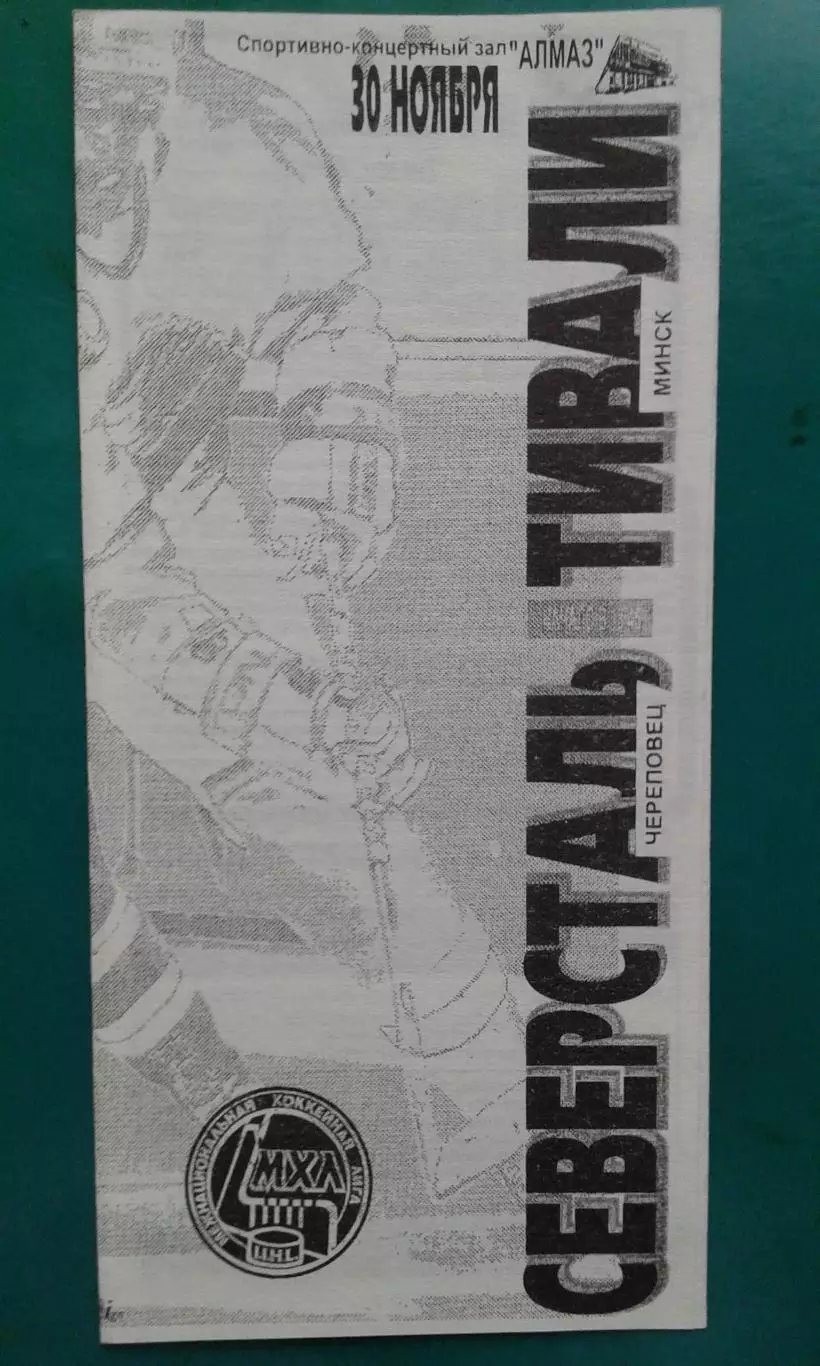 Спортивно-концертный зал "АЛМАЗ"
30 НОЯБРЯ
СЕВЕРСТАЛЬ - ТИВАЛИ
ЧЕРЕПОВЕЦ
МИНСК
МЕЖНАЦИОНАЛЬНАЯ ХОККЕЙНАЯ ЛИГА
МХЛ
IHL